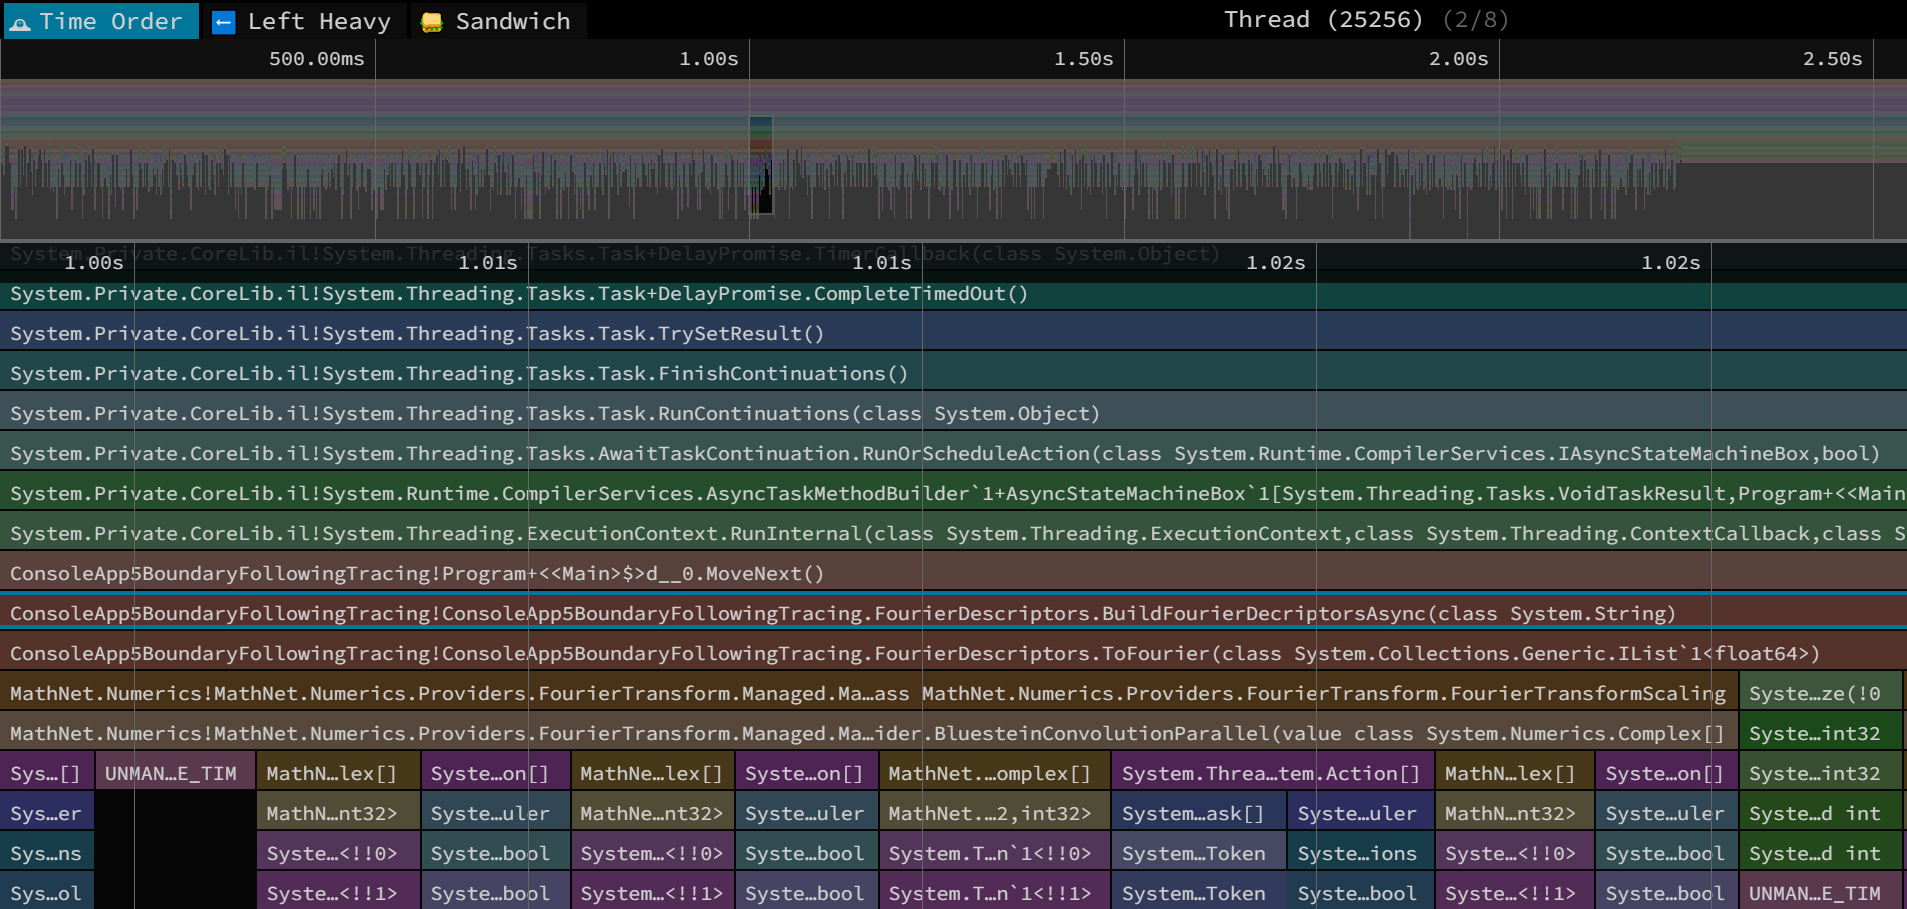 Time Order Left Heavy Sandwich Thread (25256) (2/8)
500.00ms 1.00s 1.50s 2.00s 2.50s
System.Private.CoreLib.il!System.Threading.Tasks.Task+DelayPromise.TimerCallback(class System.Object)
1.00s 1.01s 1.01s 1.02s 1.02s
System.Private.CoreLib.il!System.Threading.Tasks.Task+DelayPromise.CompleteTimedOut()
System.Private.CoreLib.il!System.Threading.Tasks.Task.TrySetResult()
System.Private.CoreLib.il!System.Threading.Tasks.Task.FinishContinuations()
System.Private.CoreLib.il!System.Threading.Tasks.Task.RunContinuations(class System.Object)
System.Private.CoreLib.il!System.Threading.Tasks.AwaitTaskContinuation.RunOrScheduleAction(class System.Runtime.CompilerServices.IAsyncStateMachineBox,bool)
System.Private.CoreLib.il!System.Runtime.CompilerServices.AsyncTaskMethodBuilder`1+AsyncStateMachineBox`1[System.Threading.Tasks.VoidTaskResult,Program+<<Main
System.Private.CoreLib.il!System.Threading.ExecutionContext.RunInternal(class System.Threading.ExecutionContext,class System.Threading.ContextCallback,class S
ConsoleApp5BoundaryFollowingTracing!Program+<<Main>$>d__0.MoveNext()
ConsoleApp5BoundaryFollowingTracing!ConsoleApp5BoundaryFollowingTracing.FourierDescriptors.BuildFourierDecriptorsAsync(class System.String)
ConsoleApp5BoundaryFollowingTracing!ConsoleApp5BoundaryFollowingTracing.FourierDescriptors.ToFourier(class System.Collections.Generic.IList`1<float64>)
MathNet.Numerics!MathNet.Numerics.Providers.FourierTransform.Managed.Ma…ass MathNet.Numerics.Providers.FourierTransform.FourierTransformScaling Syste…ze(!0
MathNet.Numerics!MathNet.Numerics.Providers.FourierTransform.Managed.Ma…ider.BluesteinConvolutionParallel(value class System.Numerics.Complex[] Syste…int32
Sys…[] UNMAN…E_TIM MathN…lex[] Syste…on[] MathNe…lex[] Syste…on[] MathNet.…omplex[] System.Threa…tem.Action[] MathN…lex[] Syste…on[] Syste…int32
Sys…er MathN…nt32> Syste…uler MathNe…nt32> Syste…uler MathNet.…2,int32> System…ask[] Syste…uler MathN…nt32> Syste…uler Syste…d int
Sys…ns Syste…<!!0> Syste…bool System…<!!0> Syste…bool System.T…n`1<!!0> System…Token Syste…ions Syste…<!!0> Syste…bool Syste…d int
Sys…ol Syste…<!!1> Syste…bool System…<!!1> Syste…bool System.T…n`1<!!1> System…Token Syste…bool Syste…<!!1> Syste…bool UNMAN…E_TIM